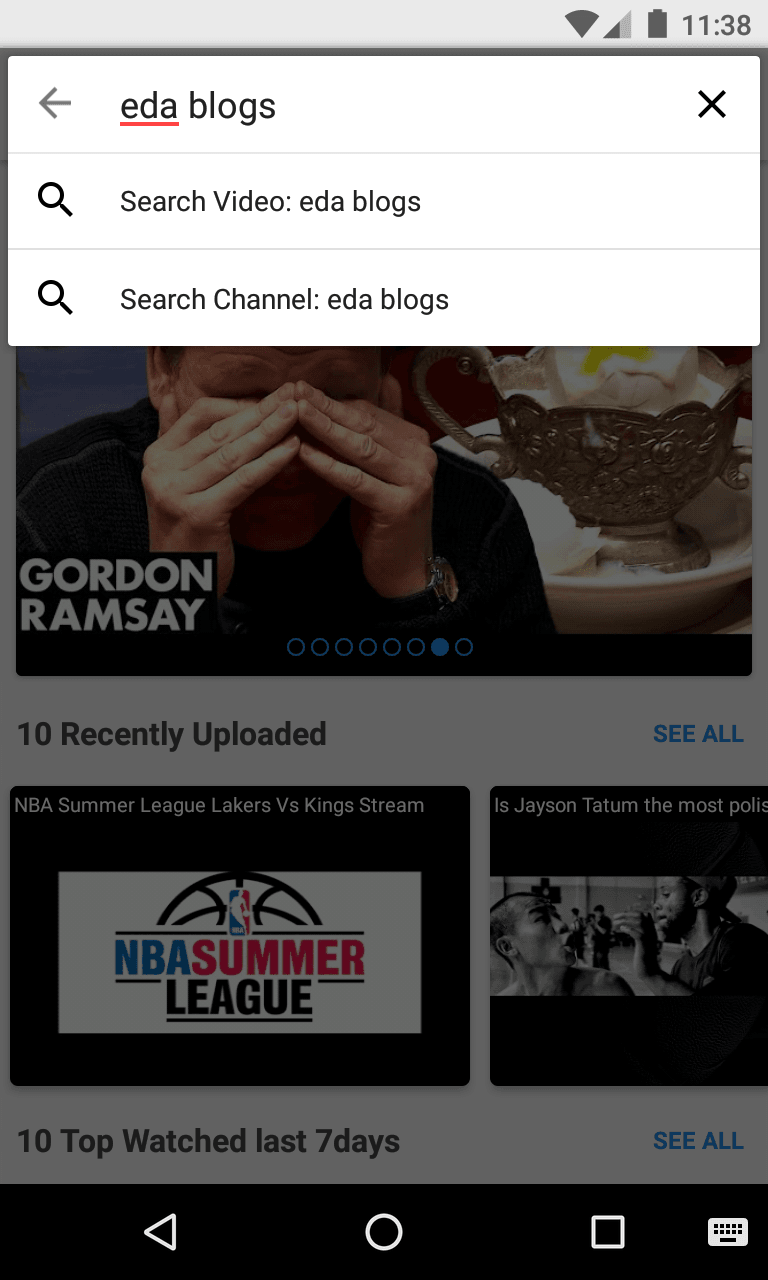 11:38
eda blogs
Search Video: eda blogs
Search Channel: eda blogs
GORDON
RAMSAY
10 Recently Uploaded
SEE ALL
NBA Summer League Lakers Vs Kings Stream
Is Jayson Tatum the most polis
NBA
NBASUMMER
LEAGUE
10 Top Watched last 7days
SEE ALL